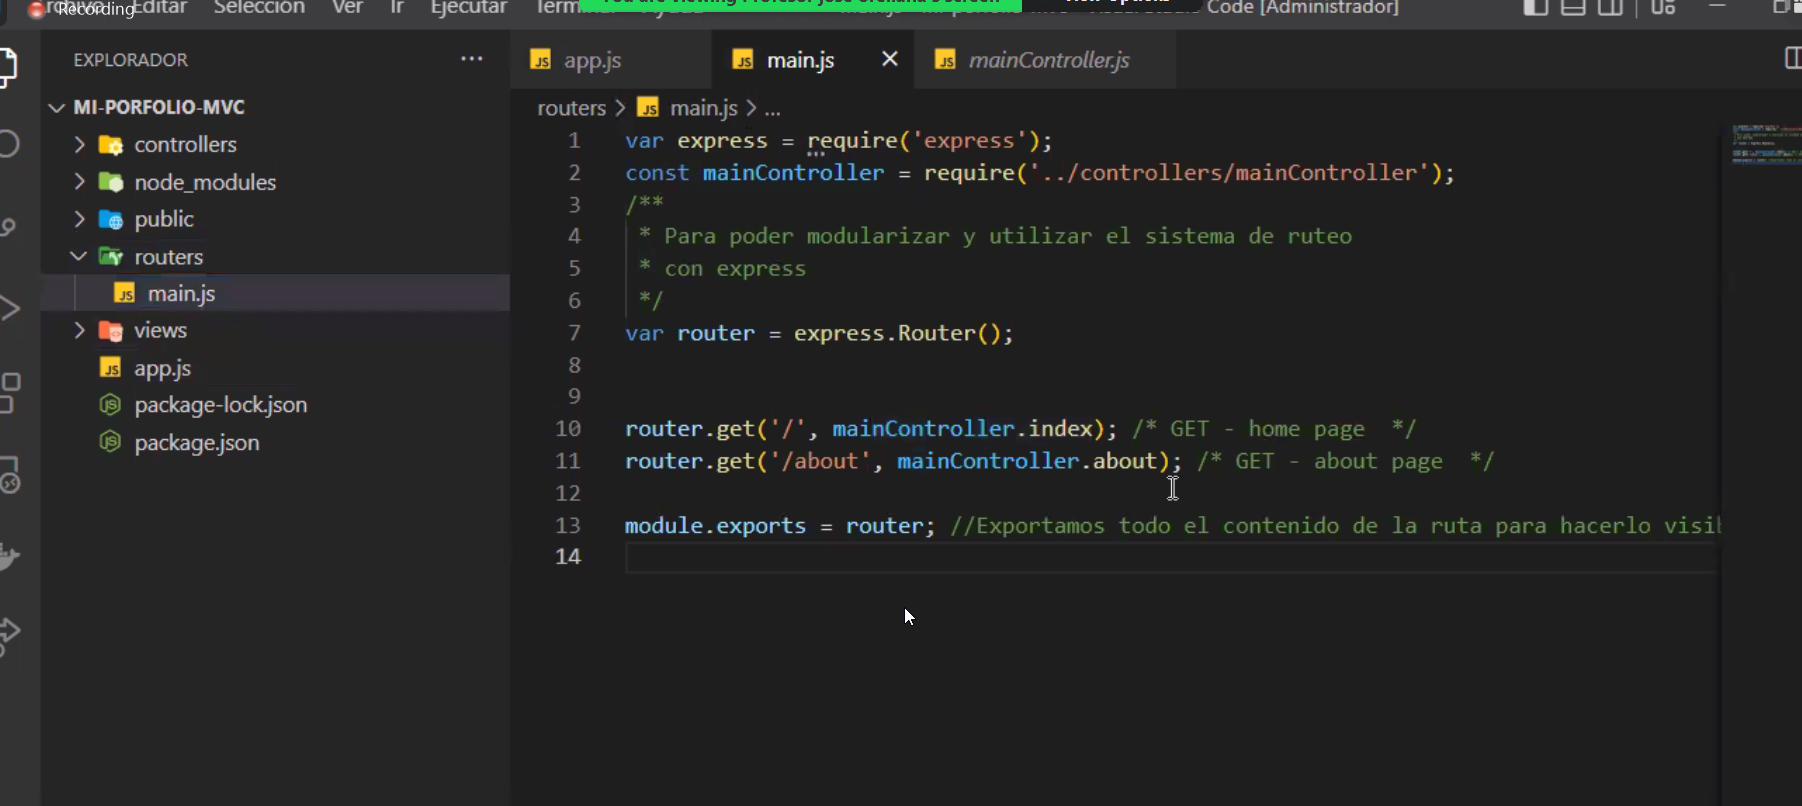 Recording
Editar Selección Ver Ir Ejecutar
Code [Administrador]
EXPLORADOR
MI-PORFOLIO-MVC
controllers
node_modules
public
routers
main.js
views
app.js
package-lock.json
package.json
app.js main.js mainController.js
routers > main.js > ...
1 var express = require('express');
2 const mainController = require('../controllers/mainController');
3 /**
4 * Para poder modularizar y utilizar el sistema de ruteo
5 * con express
6 */
7 var router = express.Router();
8
9
10 router.get('/', mainController.index); /* GET - home page  */
11 router.get('/about', mainController.about); /* GET - about page  */
12
13 module.exports = router; //Exportamos todo el contenido de la ruta para hacerlo
14